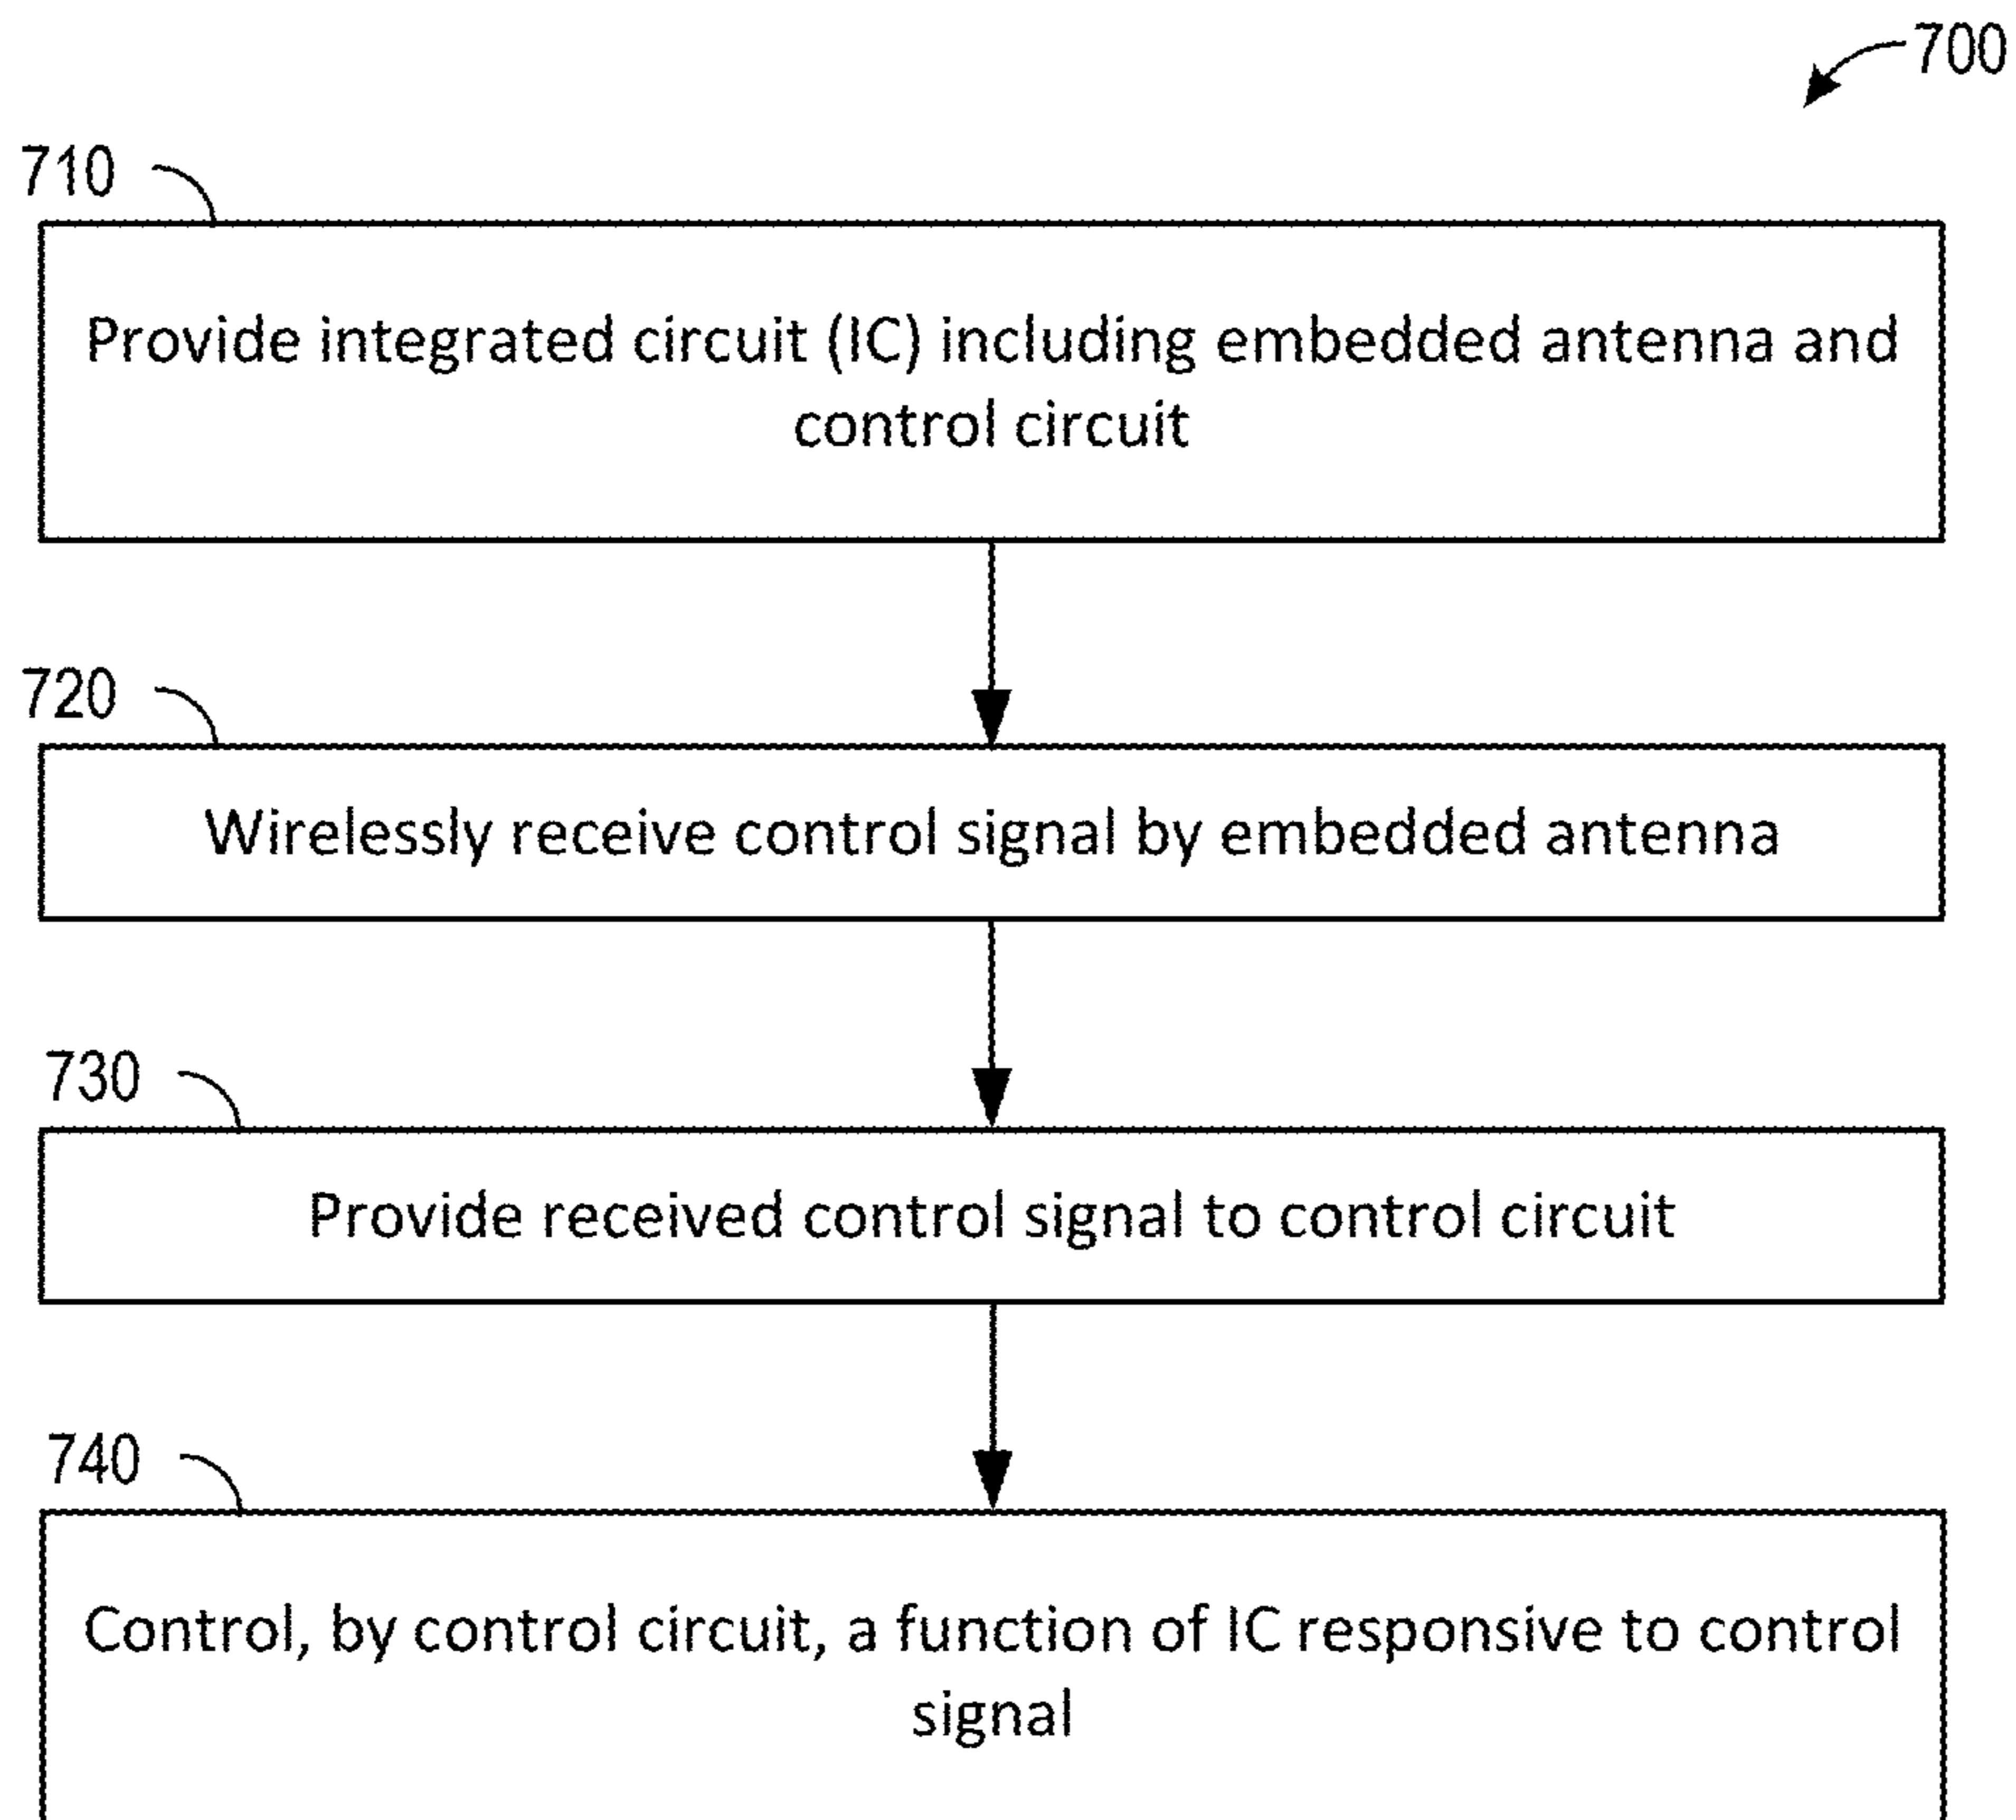 700
710
Provide integrated circuit (IC) including embedded antenna and
control circuit
720
Wirelessly receive control signal by embedded antenna
730
Provide received control signal to control circuit
740
Control, by control circuit, a function of IC responsive to control
signal